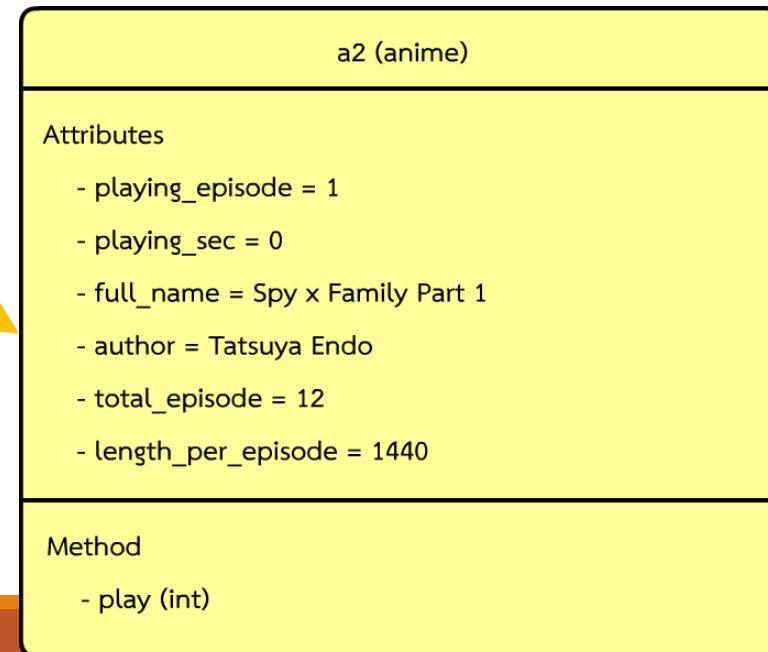 a2 (anime)
Attributes
- playing_episode = 1
- playing_sec = 0
- full_name = Spy x Family Part 1
- author = Tatsuya Endo
- total_episode = 12
- length_per_episode = 1440
Method
- play (int)